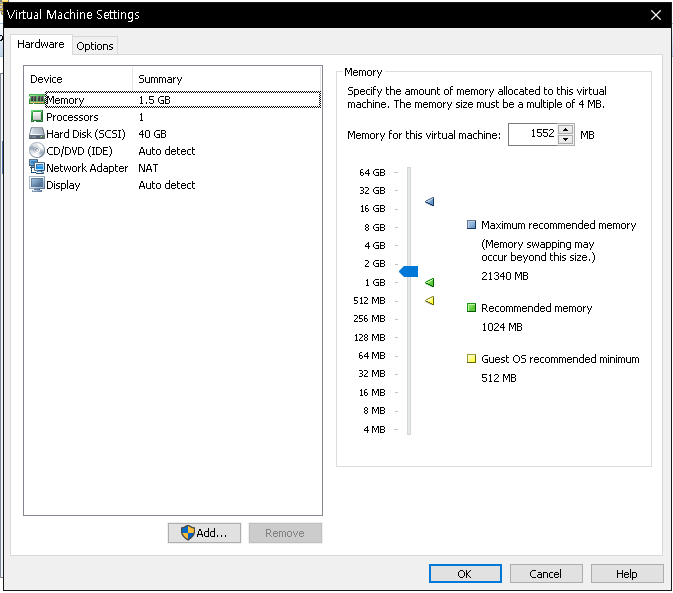 Virtual Machine Settings
Hardware
Options
Device Summary
Memory 1.5 GB
Processors 1
Hard Disk (SCSI) 40 GB
CD/DVD (IDE) Auto detect
Network Adapter NAT
Display Auto detect
Add...
Remove
Memory
Specify the amount of memory allocated to this virtual
machine. The memory size must be a multiple of 4 MB.
Memory for this virtual machine: 1552 MB
64 GB
32 GB
16 GB
8 GB
4 GB
2 GB
1 GB
512 MB
256 MB
128 MB
64 MB
32 MB
16 MB
8 MB
4 MB
Maximum recommended memory
(Memory swapping may
occur beyond this size.)
21340 MB
Recommended memory
1024 MB
Guest OS recommended minimum
512 MB
OK
Cancel
Help